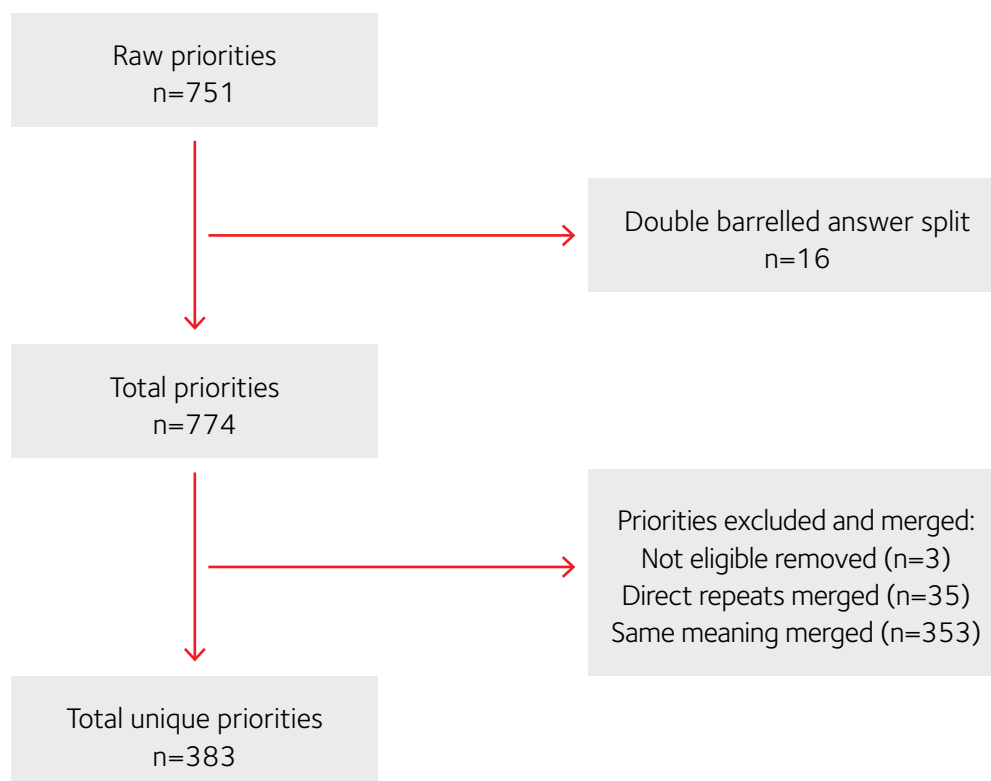 Raw priorities
n=751
Double barrelled answer split
n=16
Total priorities
n=774
Priorities excluded and merged:
Not eligible removed (n=3)
Direct repeats merged (n=35)
Same meaning merged (n=353)
Total unique priorities
n=383